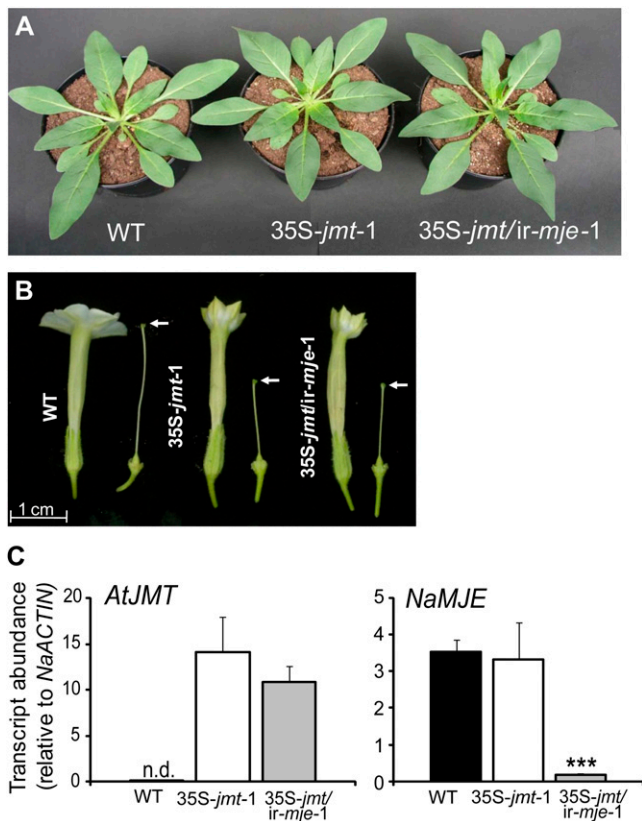 A
WT
35S-jmt-1
35S-jmt/ir-mje-1
B
WT
35S-jmt-1
35S-jmt/ir-mje-1
1 cm
C
Transcript abundance
(relative to NaACTIN)
AtJMT
20
15
10
5
0
n.d.
WT
35S-jmt-1
35S-jmt/
ir-mje-1
NaMJE
5
4
3
2
1
0
***
WT
35S-jmt-1
35S-jmt/
ir-mje-1